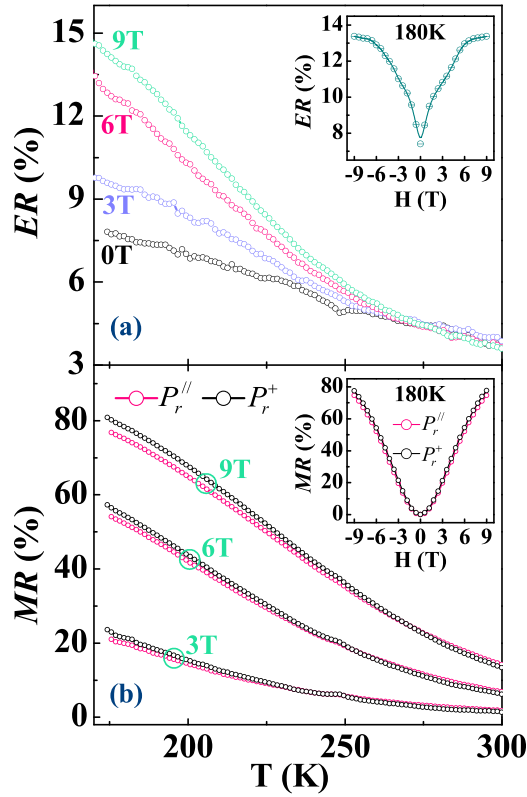 15
12
9
6
3
ER (%)
9T
6T
3T
0T
(a)
180K
14
12
10
8
ER (%)
-9 -6 -3 0 3 6 9
H (T)
P_r^{//} P_r^+
80
60
40
20
0
MR (%)
9T
6T
3T
(b)
180K
80
60
40
20
0
MR (%)
P_r^{//}
P_r^+
-9 -6 -3 0 3 6 9
H (T)
200 250 300
T (K)